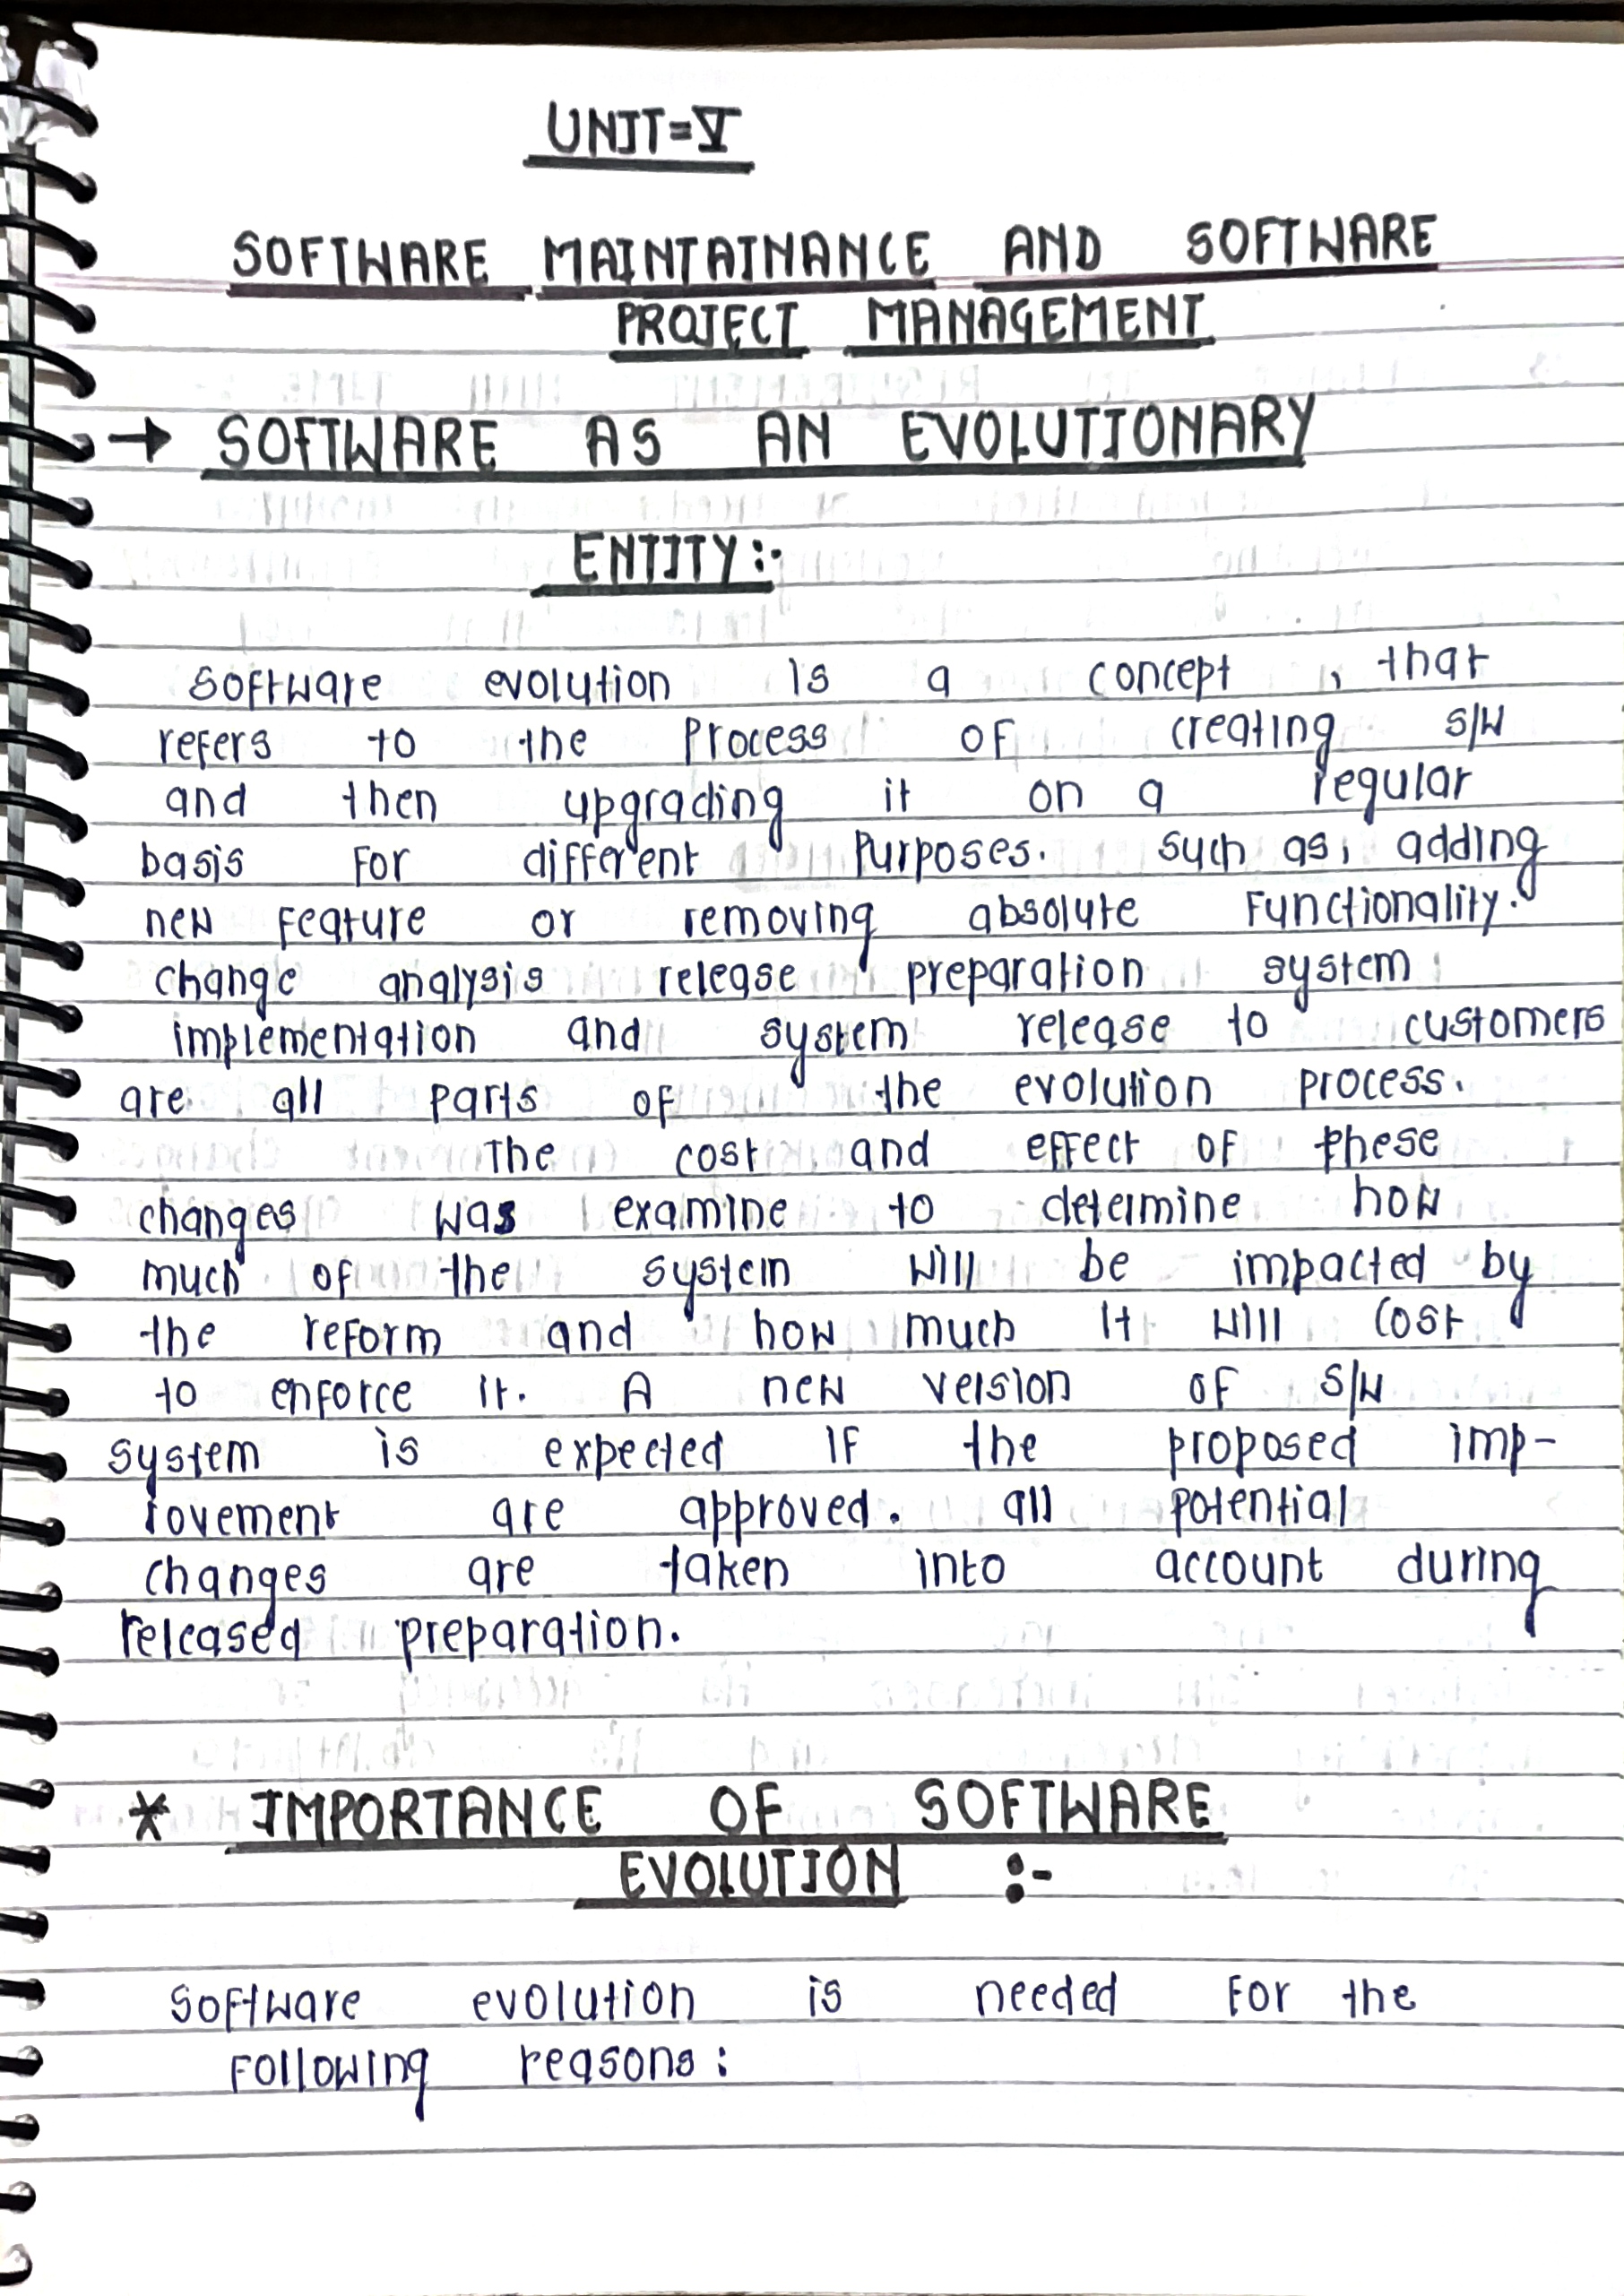 UNIT=V
SOFTWARE MAINTAINANCE AND SOFTWARE
PROJECT MANAGEMENT
→ SOFTWARE AS AN EVOLUTIONARY
ENTITY:-
Software evolution is a concept, that
refers to the Process of creating S/W
and then upgrading it on a regular
basis for different Purposes. such as, adding
new feature or removing absolute functionality.
change analysis release preparation system
implementation and system release to customers
are all parts of the evolution process.
The cost and effect of these
changes was examine to determine how
much of the system will be impacted by
the reform and how much it will cost
to enforce it. A new version of S/W
system is expected if the proposed imp-
rovement are approved. all potential
changes are taken into account during
released preparation.
* IMPORTANCE OF SOFTWARE
EVOLUTION :-
Software evolution is needed for the
following reasons: